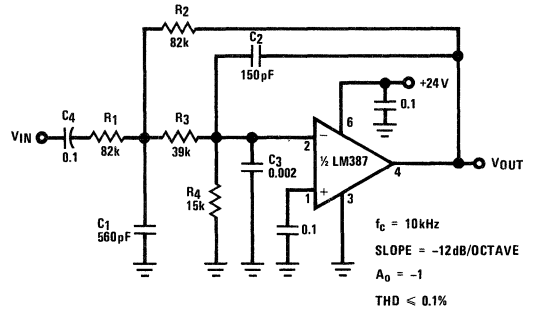 R2
82k
C2
150pF
+24V
0.1
6
C4
R1
R3
VIN
0.1
82k
39k
2
−
½ LM387
4
VOUT
C3
0.002
R4
15k
1
+
3
C1
560pF
0.1
fc = 10kHz
SLOPE = −12dB/OCTAVE
Ao = −1
THD ≤ 0.1%